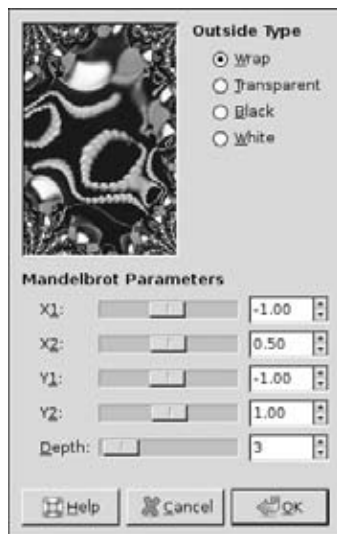 Outside Type
Wrap
Transparent
Black
White
Mandelbrot Parameters
X1: -1.00
X2: 0.50
Y1: -1.00
Y2: 1.00
Depth: 3
Help Cancel OK